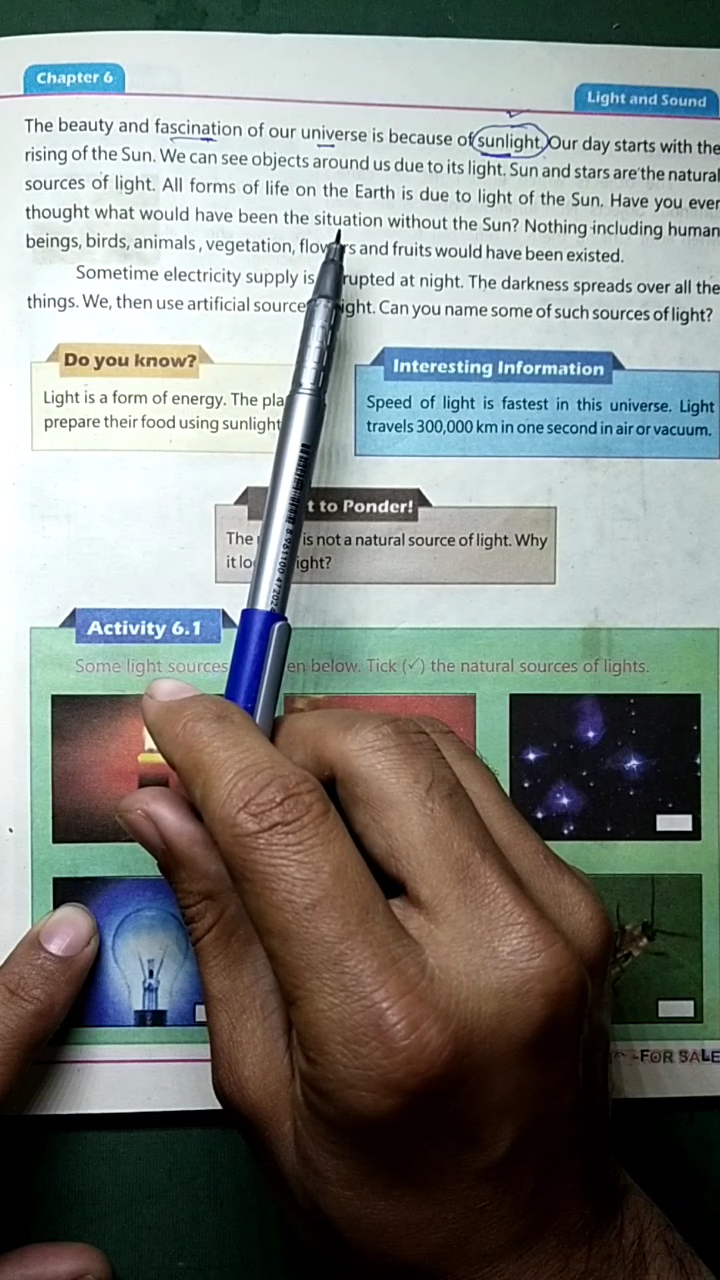 Chapter 6
Light and Sound
The beauty and fascination of our universe is because of sunlight. Our day starts with the
rising of the Sun. We can see objects around us due to its light. Sun and stars are the natural
sources of light. All forms of life on the Earth is due to light of the Sun. Have you ever
thought what would have been the situation without the Sun? Nothing including human
beings, birds, animals, vegetation, flowers and fruits would have been existed.
Sometime electricity supply is rupted at night. The darkness spreads over all the
things. We, then use artificial source ight. Can you name some of such sources of light?
Do you know?
Light is a form of energy. The pla
prepare their food using sunlight
Interesting Information
Speed of light is fastest in this universe. Light
travels 300,000 km in one second in air or vacuum.
t to Ponder!
The is not a natural source of light. Why
it lo ight?
Activity 6.1
Some light sources en below. Tick (✓) the natural sources of lights.
-FOR SALE